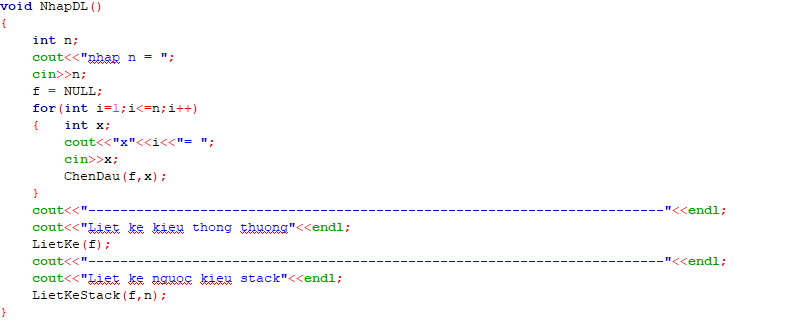 void NhapDL()
{
    int n;
    cout<<"nhap n = ";
    cin>>n;
    f = NULL;
    for(int i=1;i<=n;i++)
    {   int x;
        cout<<"x"<<i<<"= ";
        cin>>x;
        ChenDau(f,x);
    }
    cout<<"------------------------------------------------------------------------"<<endl;
    cout<<"Liet ke kieu thong thuong"<<endl;
    LietKe(f);
    cout<<"------------------------------------------------------------------------"<<endl;
    cout<<"Liet ke nguoc kieu stack"<<endl;
    LietKeStack(f,n);
}